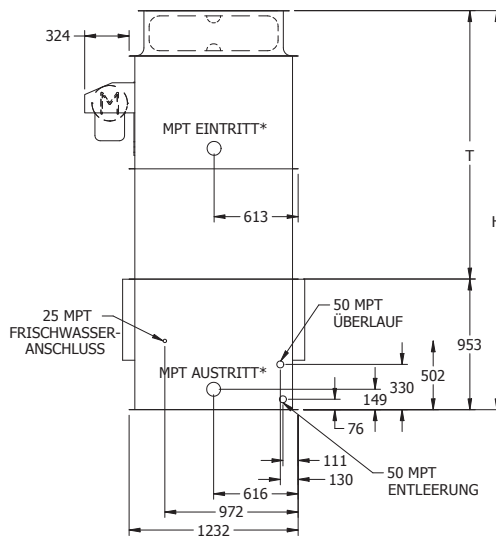 324
MPT EINTRITT*
T
H
613
25 MPT
FRISCHWASSER-
ANSCHLUSS
50 MPT
ÜBERLAUF
953
502
MPT AUSTRITT*
330
149
76
111
50 MPT
ENTLEERUNG
130
616
972
1232